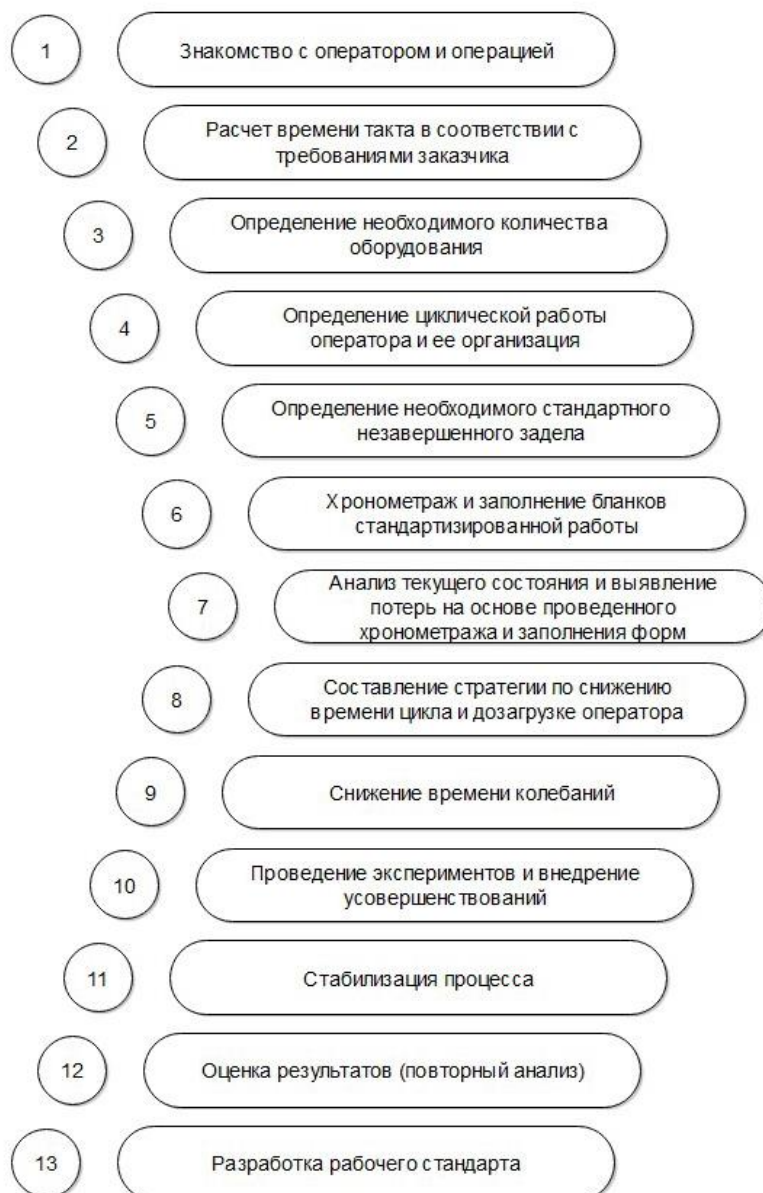 1
Знакомство с оператором и операцией
2
Расчет времени такта в соответствии с
требованиями заказчика
3
Определение необходимого количества
оборудования
4
Определение циклической работы
оператора и ее организация
5
Определение необходимого стандартного
незавершенного задела
6
Хронометраж и заполнение бланков
стандартизированной работы
7
Анализ текущего состояния и выявление
потерь на основе проведенного
хронометража и заполнения форм
8
Составление стратегии по снижению
времени цикла и дозагрузке оператора
9
Снижение времени колебаний
10
Проведение экспериментов и внедрение
усовершенствований
11
Стабилизация процесса
12
Оценка результатов (повторный анализ)
13
Разработка рабочего стандарта